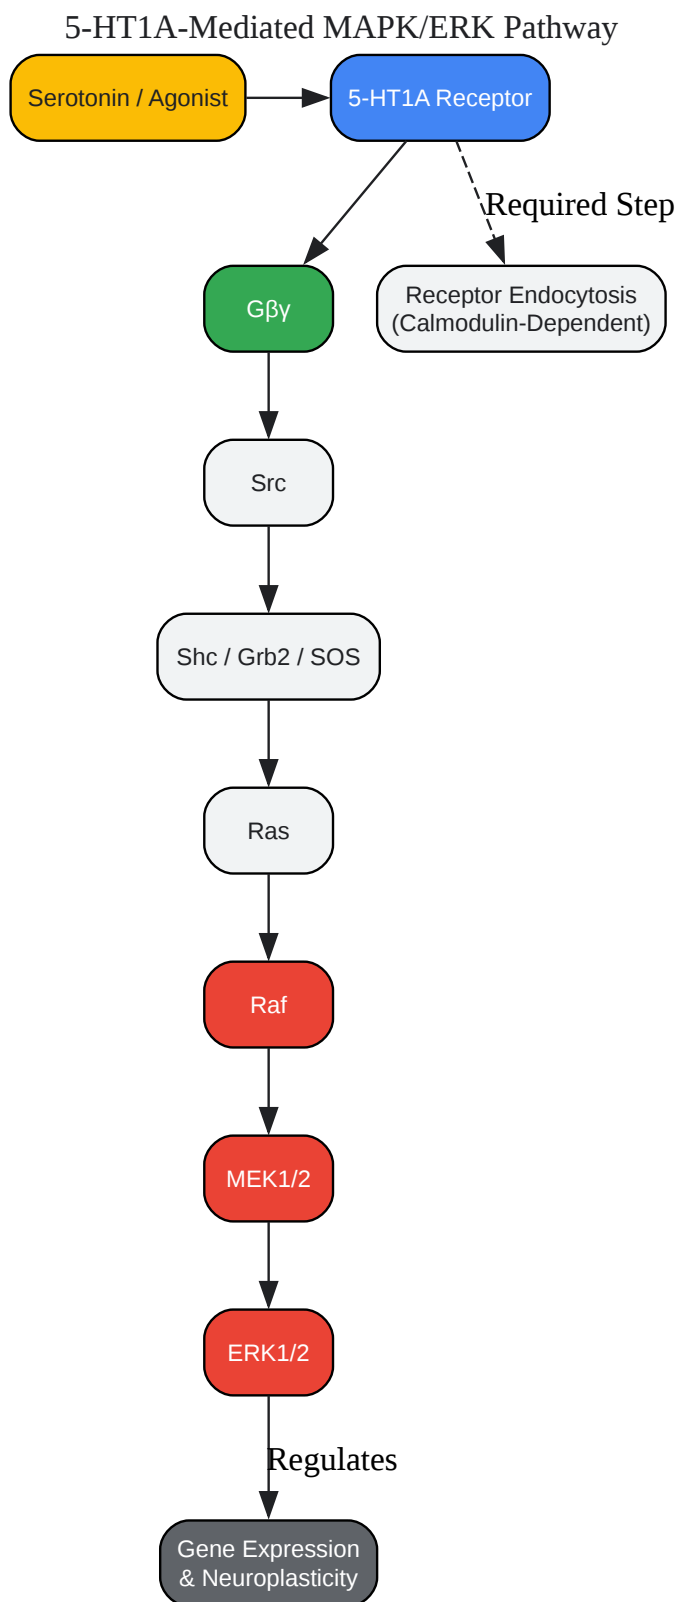 5-HT1A-Mediated MAPK/ERK Pathway
Serotonin / Agonist
5-HT1A Receptor
Required Step
Gβγ
Receptor Endocytosis
(Calmodulin-Dependent)
Src
Shc / Grb2 / SOS
Ras
Raf
MEK1/2
ERK1/2
Regulates
Gene Expression
& Neuroplasticity